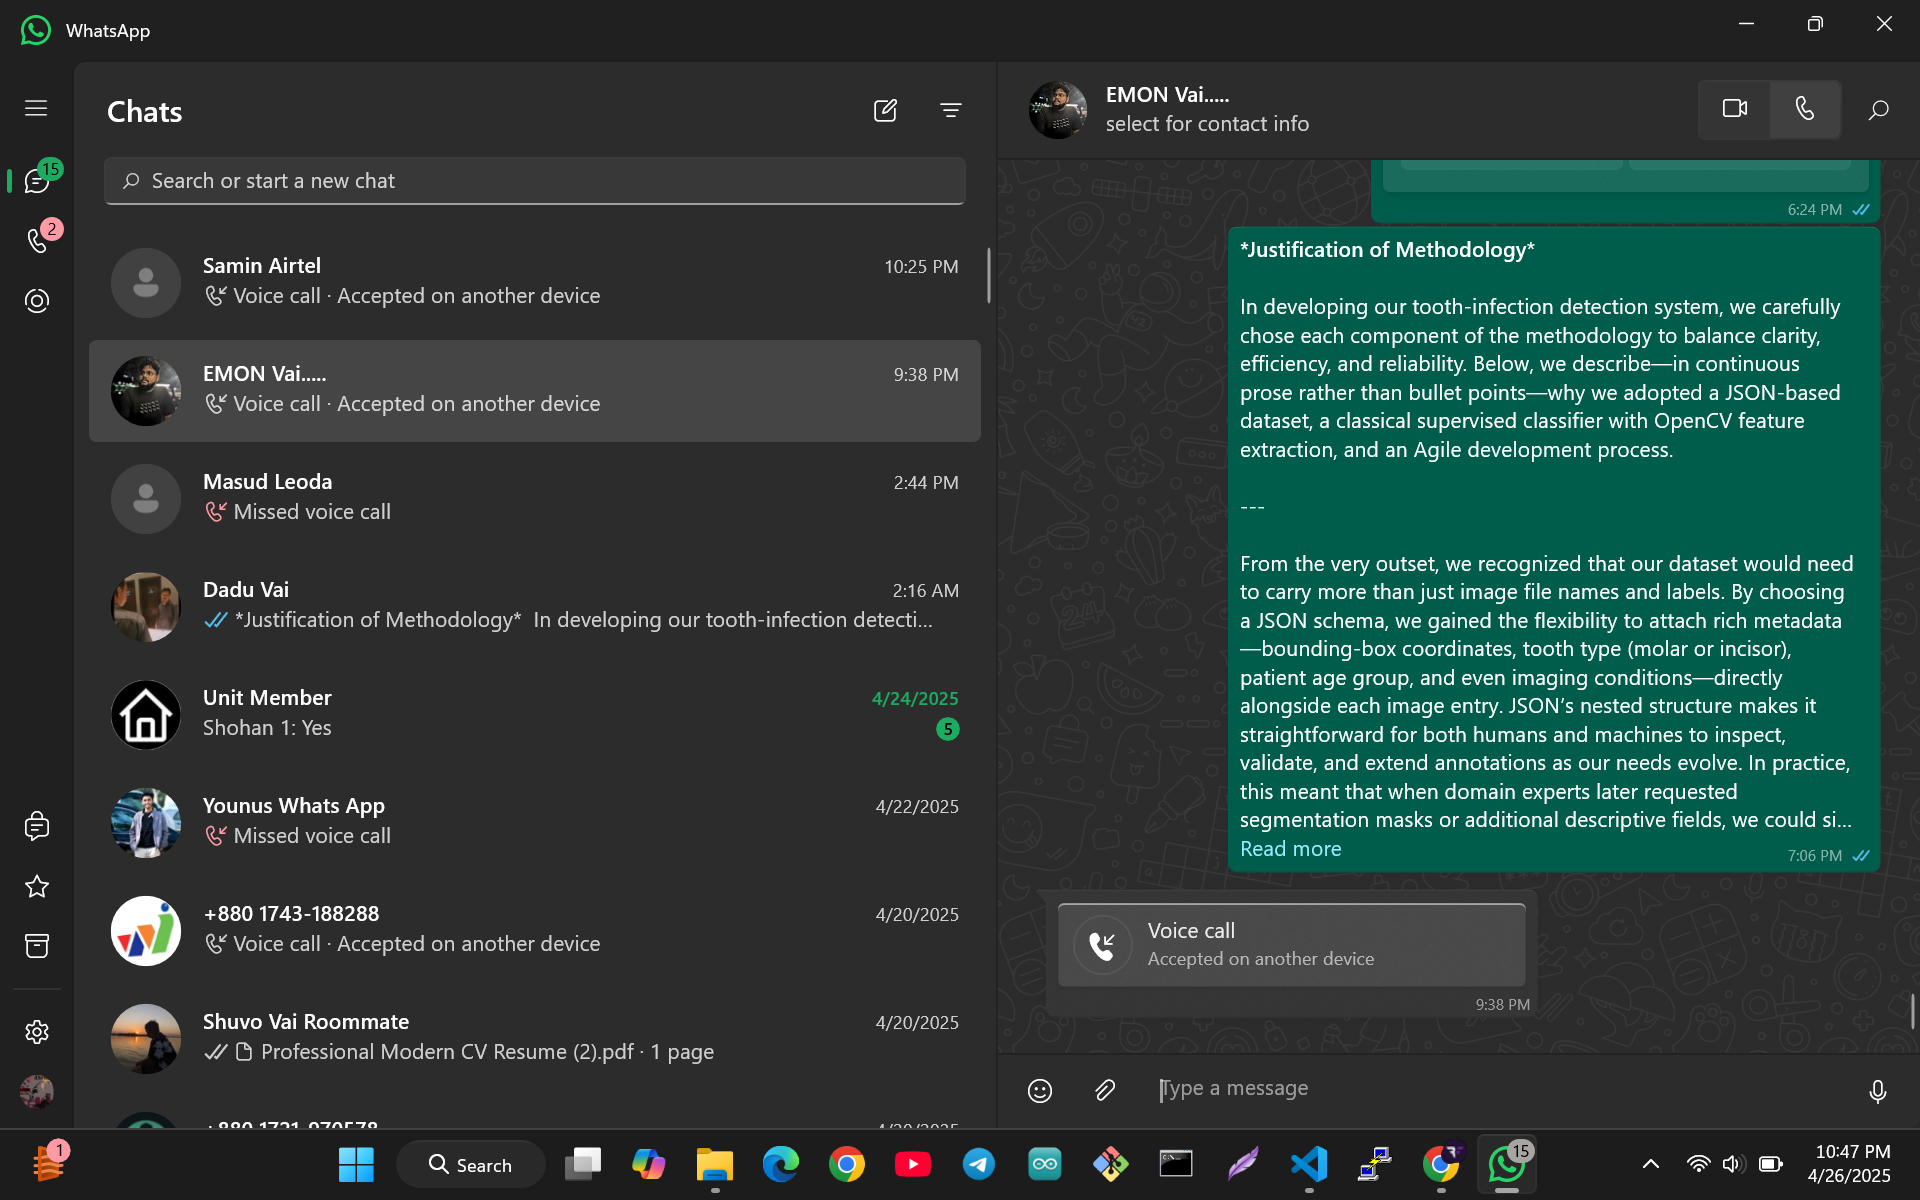 WhatsApp
Chats
15
2
Search or start a new chat
Samin Airtel
10:25 PM
Voice call · Accepted on another device
EMON Vai.....
9:38 PM
Voice call · Accepted on another device
Masud Leoda
2:44 PM
Missed voice call
Dadu Vai
2:16 AM
*Justification of Methodology*  In developing our tooth-infection detecti...
Unit Member
4/24/2025
Shohan 1: Yes
5
Younus Whats App
4/22/2025
Missed voice call
+880 1743-188288
4/20/2025
Voice call · Accepted on another device
Shuvo Vai Roommate
4/20/2025
Professional Modern CV Resume (2).pdf · 1 page
+880 1731-970578
4/20/2025
EMON Vai.....
select for contact info
6:24 PM
*Justification of Methodology*
In developing our tooth-infection detection system, we carefully
chose each component of the methodology to balance clarity,
efficiency, and reliability. Below, we describe—in continuous
prose rather than bullet points—why we adopted a JSON-based
dataset, a classical supervised classifier with OpenCV feature
extraction, and an Agile development process.
---
From the very outset, we recognized that our dataset would need
to carry more than just image file names and labels. By choosing
a JSON schema, we gained the flexibility to attach rich metadata
—bounding-box coordinates, tooth type (molar or incisor),
patient age group, and even imaging conditions—directly
alongside each image entry. JSON’s nested structure makes it
straightforward for both humans and machines to inspect,
validate, and extend annotations as our needs evolve. In practice,
this meant that when domain experts later requested
segmentation masks or additional descriptive fields, we could si...
Read more
7:06 PM
Voice call
Accepted on another device
9:38 PM
Type a message
1
Search
15
10:47 PM
4/26/2025